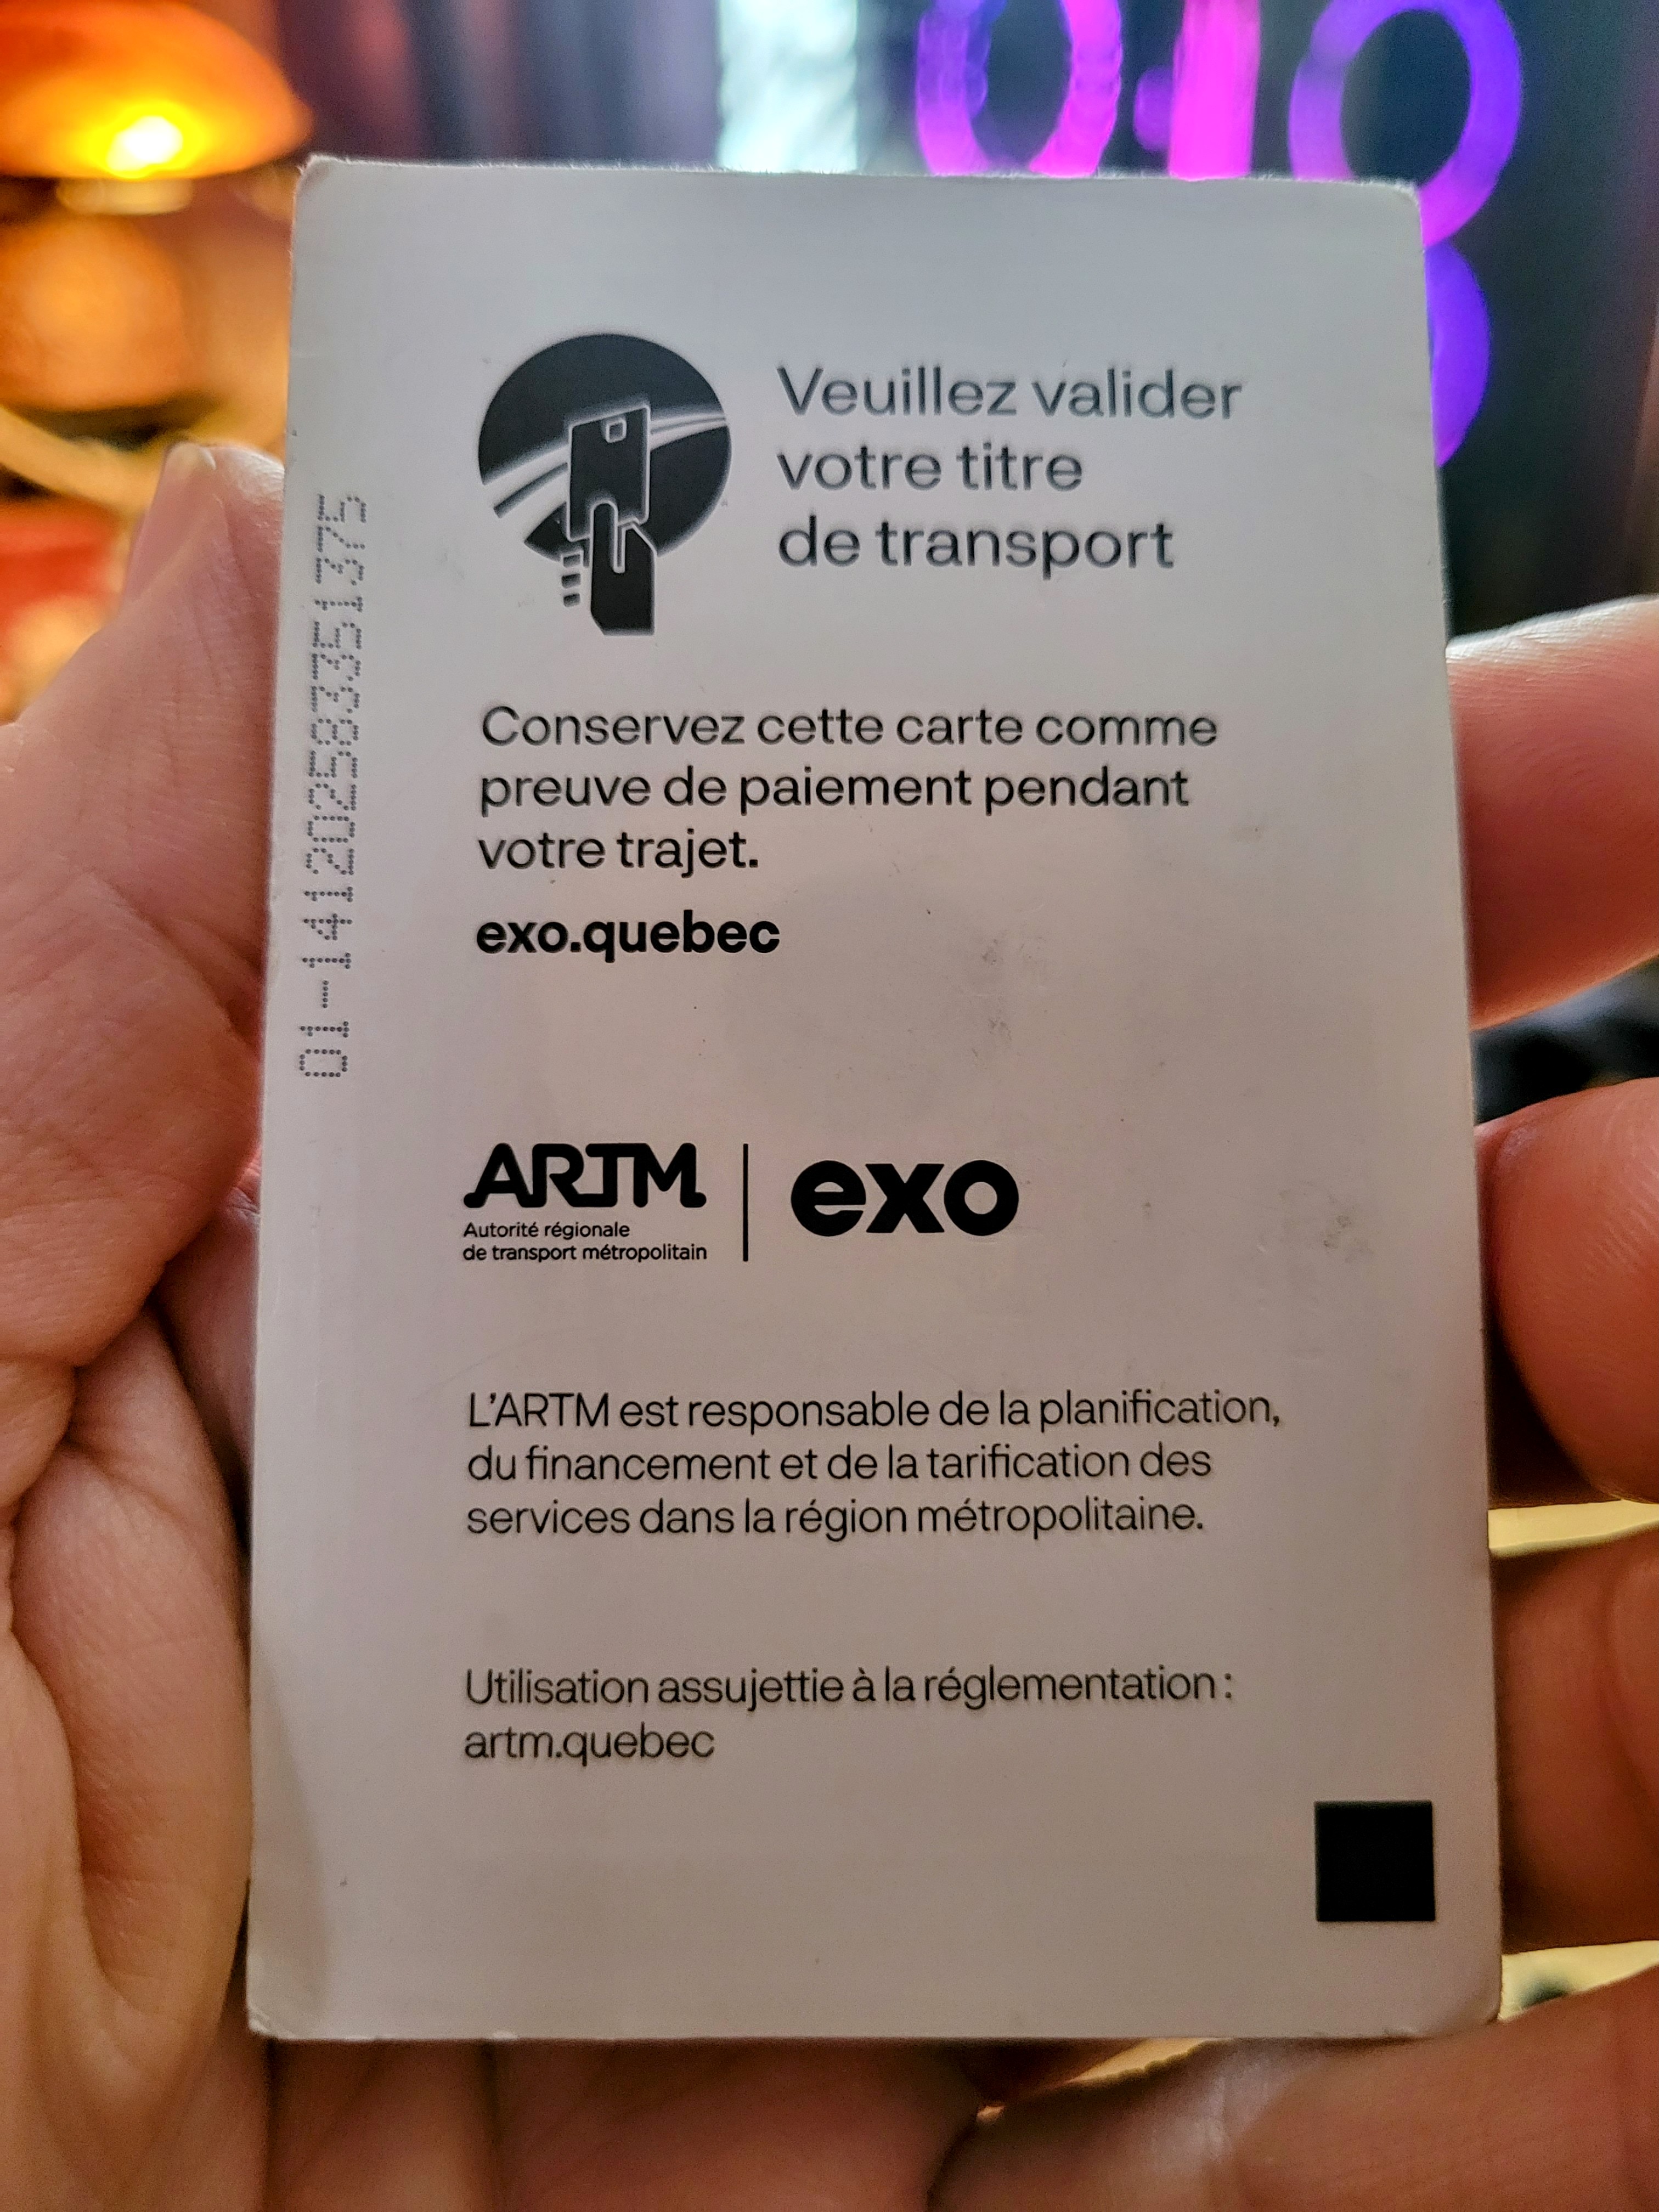 Veuillez valider
votre titre
de transport
Conservez cette carte comme
preuve de paiement pendant
votre trajet.
exo.quebec
01-141202583351375
ARTM
Autorité régionale
de transport métropolitain
exo
L'ARTM est responsable de la planification,
du financement et de la tarification des
services dans la région métropolitaine.
Utilisation assujettie à la réglementation :
artm.quebec